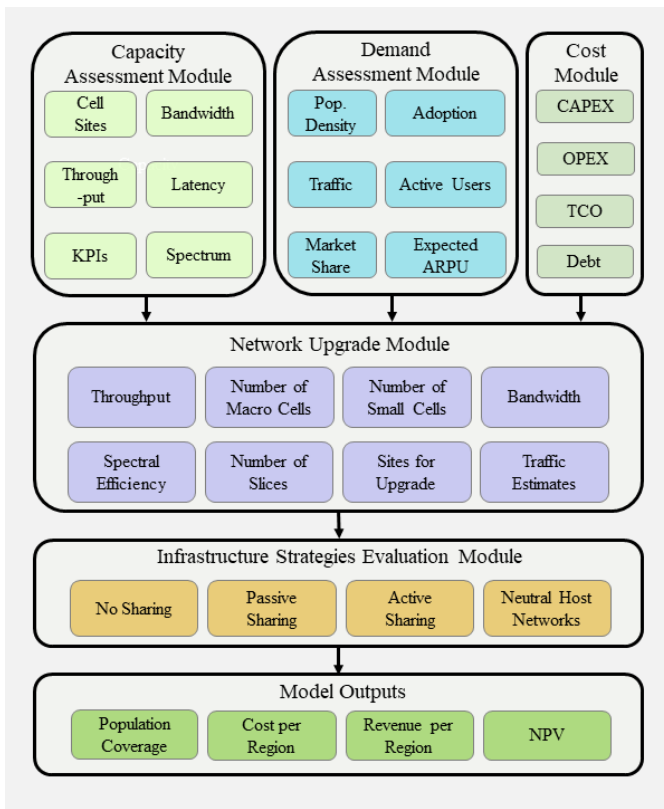 Capacity
Assessment Module
Cell
Sites
Bandwidth
Through
-put
Latency
KPIs
Spectrum
Demand
Assessment Module
Pop.
Density
Adoption
Traffic
Active Users
Market
Share
Expected
ARPU
Cost
Module
CAPEX
OPEX
TCO
Debt
Network Upgrade Module
Throughput
Number of
Macro Cells
Number of
Small Cells
Bandwidth
Spectral
Efficiency
Number of
Slices
Sites for
Upgrade
Traffic
Estimates
Infrastructure Strategies Evaluation Module
No Sharing
Passive
Sharing
Active
Sharing
Neutral Host
Networks
Model Outputs
Population
Coverage
Cost per
Region
Revenue per
Region
NPV